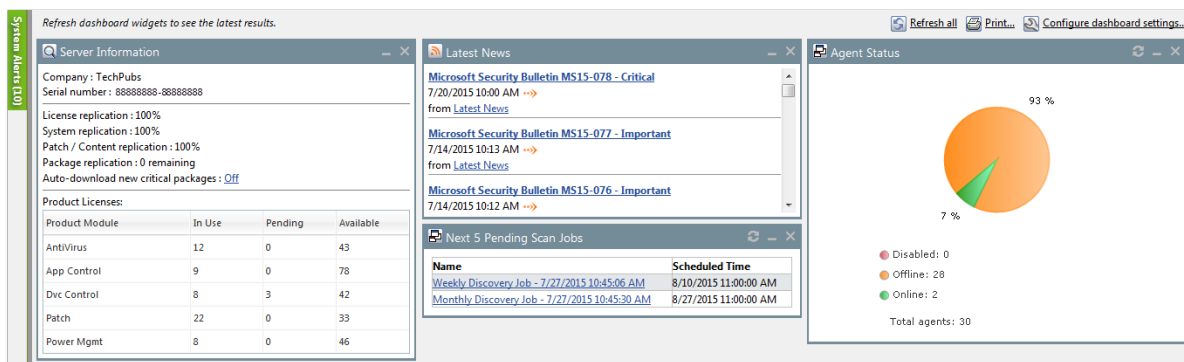 System Alerts (10)
Refresh dashboard widgets to see the latest results.
Refresh all Print... Configure dashboard settings...
Server Information
Company : TechPubs
Serial number : 88888888-88888888
License replication : 100%
System replication : 100%
Patch / Content replication : 100%
Package replication : 0 remaining
Auto-download new critical packages : Off
Product Licenses:
Product Module In Use Pending Available
AntiVirus 12 0 43
App Control 9 0 78
Dvc Control 8 3 42
Patch 22 0 33
Power Mgmt 8 0 46
Latest News
Microsoft Security Bulletin MS15-078 - Critical
7/20/2015 10:00 AM
from Latest News
Microsoft Security Bulletin MS15-077 - Important
7/14/2015 10:13 AM
from Latest News
Microsoft Security Bulletin MS15-076 - Important
7/14/2015 10:12 AM
Next 5 Pending Scan Jobs
Name Scheduled Time
Weekly Discovery Job - 7/27/2015 10:45:06 AM 8/10/2015 11:00:00 AM
Monthly Discovery Job - 7/27/2015 10:45:30 AM 8/27/2015 11:00:00 AM
Agent Status
93 %
7 %
Disabled: 0
Offline: 28
Online: 2
Total agents: 30